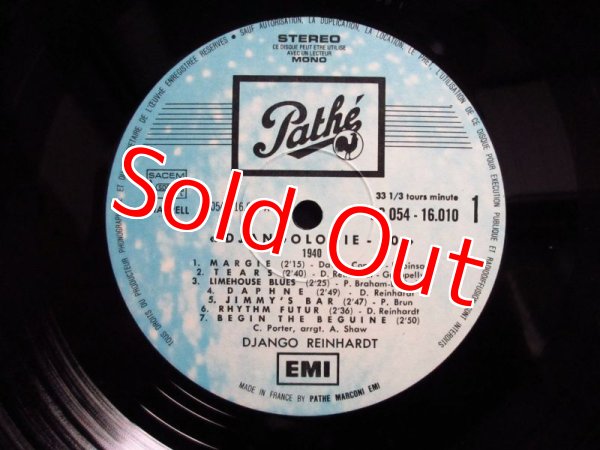 • SAUF AUTORISATION, LA DUPLICATION, LA LOCATION, LE PRET, L'UTILISATION DE CE DISQUE POUR EXECUTION PUBLIQUE ET RADIODIFFUSION SONT INTERDITS
TOUS DROITS DU PRODUCTEUR PHONOGRAPHIQUE ET DU PROPRIETAIRE DE L'ŒUVRE ENREGISTREE RESERVES
STEREO
CE DISQUE PEUT ETRE UTILISE
AVEC UN LECTEUR
MONO
Pathé
SACEM
33 1/3 tours minute
054 - 16.010 1
Sold Out
1940
1. MARGIE (2'15)
2. TEARS (2'40) - D. Reinhardt - Grappelly
3. LIMEHOUSE BLUES (2'25) - P. Braham
4. DAPHNE (2'49) - D. Reinhardt
5. JIMMY'S BAR (2'47) - P. Brun
6. RHYTHM FUTUR (2'36) - D. Reinhardt
7. BEGIN THE BEGUINE (2'50)
C. Porter, arrgt. A. Shaw
DJANGO REINHARDT
EMI
MADE IN FRANCE BY PATHE MARCONI EMI